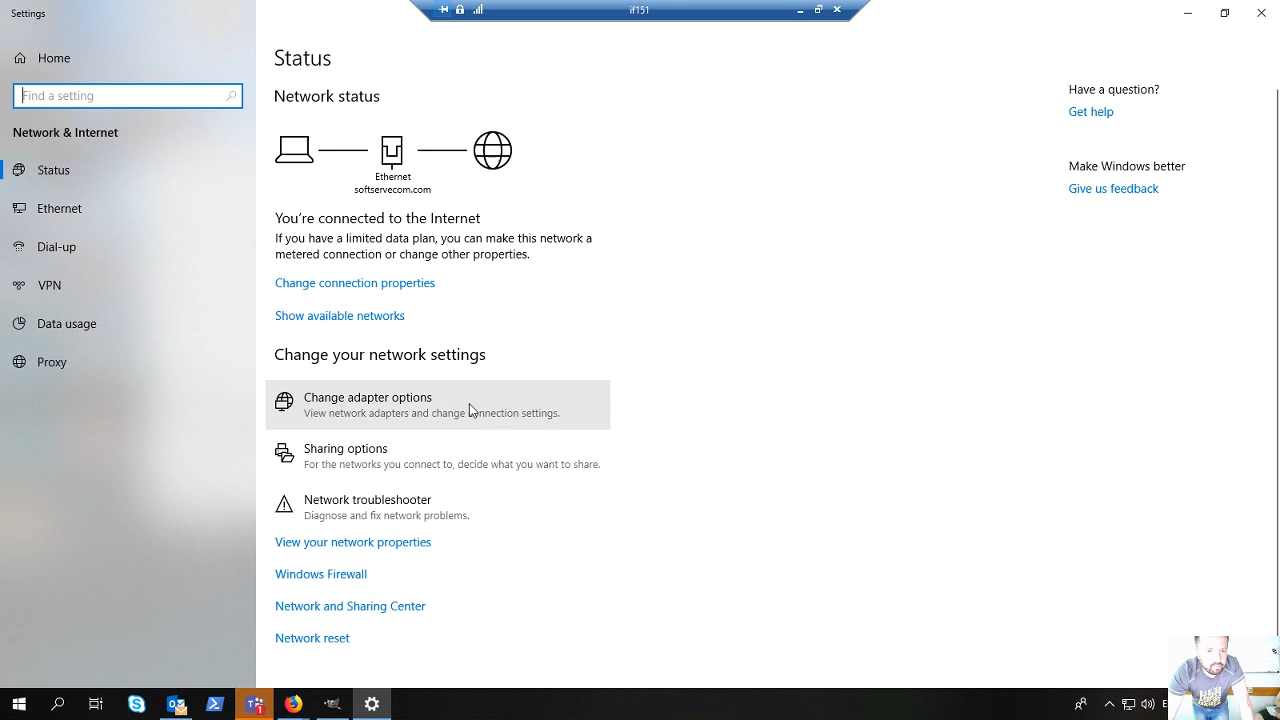 Settings
if151
Home
Find a setting
Network & Internet
Status
Ethernet
Dial-up
VPN
Data usage
Proxy
Status
Network status
Ethernet
softservecom.com
You're connected to the Internet
If you have a limited data plan, you can make this network a
metered connection or change other properties.
Change connection properties
Show available networks
Change your network settings
Change adapter options
View network adapters and change connection settings.
Sharing options
For the networks you connect to, decide what you want to share.
Network troubleshooter
Diagnose and fix network problems.
View your network properties
Windows Firewall
Network and Sharing Center
Network reset
Have a question?
Get help
Make Windows better
Give us feedback
1